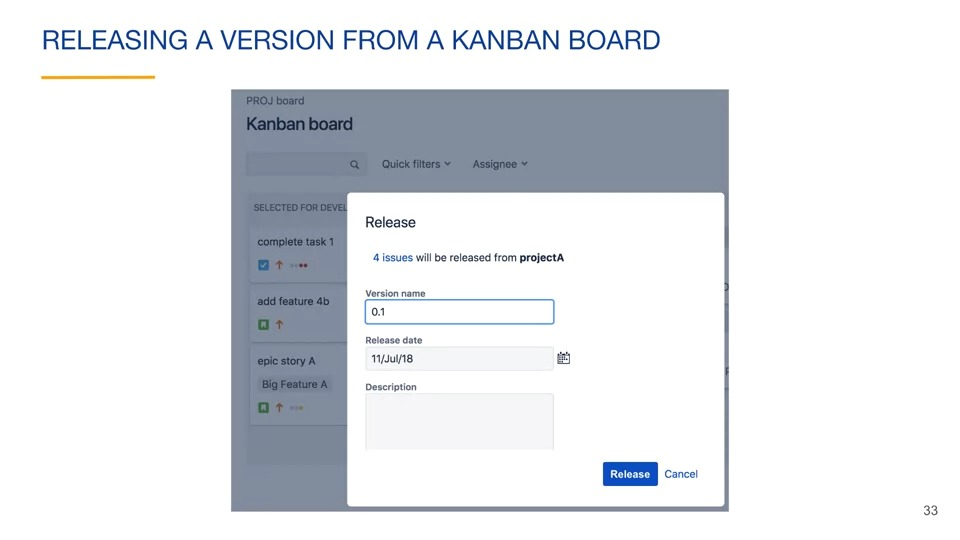 RELEASING A VERSION FROM A KANBAN BOARD
PROJ board
Kanban board
Quick filters
Assignee
SELECTED FOR DEVEL
complete task 1
add feature 4b
epic story A
Big Feature A
Release
4 issues will be released from projectA
Version name
0.1
Release date
11/Jul/18
Description
Release Cancel
33